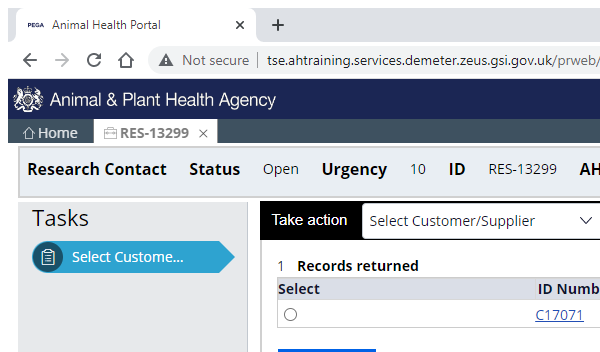 PEGA Animal Health Portal
Not secure tse.ahtraining.services.demeter.zeus.gsi.gov.uk/prweb/
Animal & Plant Health Agency
Home RES-13299
Research Contact Status Open Urgency 10 ID RES-13299 AH
Tasks
Take action Select Customer/Supplier
Select Custome...
1 Records returned
Select ID Numb
C17071